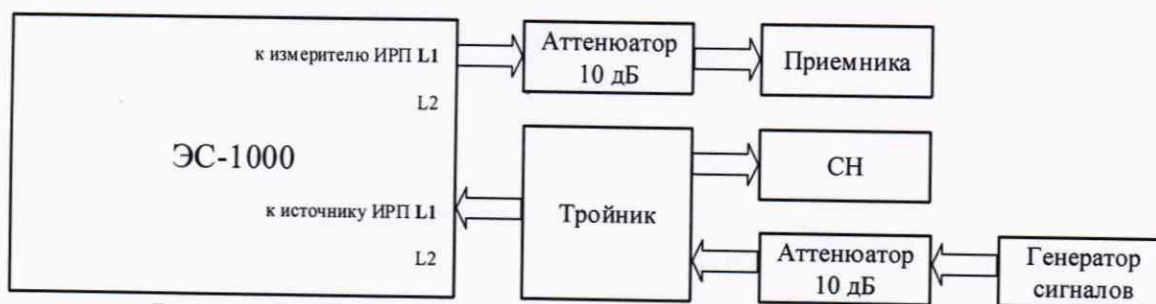 к измерителю ИРП L1
Аттенюатор
10 дБ
Приемника
L2
ЭС-1000
СН
Тройник
к источнику ИРП L1
L2
Аттенюатор
10 дБ
Генератор
сигналов